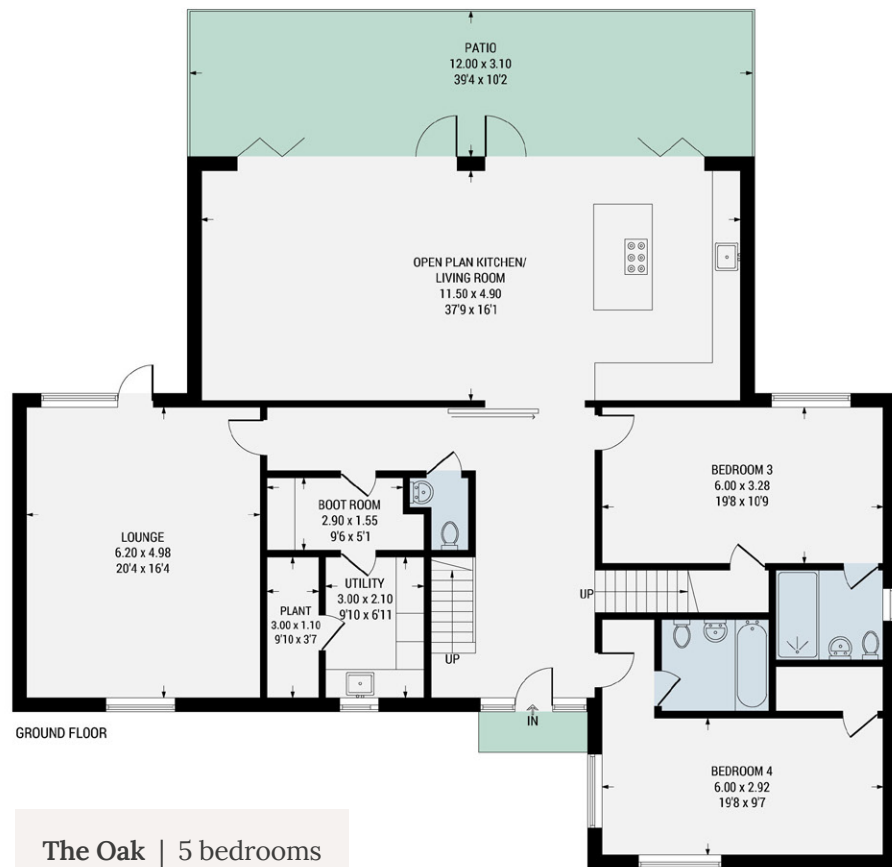 PATIO
12.00 x 3.10
39'4 x 10'2
OPEN PLAN KITCHEN/
LIVING ROOM
11.50 x 4.90
37'9 x 16'1
LOUNGE
6.20 x 4.98
20'4 x 16'4
BOOT ROOM
2.90 x 1.55
9'6 x 5'1
PLANT
3.00 x 1.10
9'10 x 3'7
UTILITY
3.00 x 2.10
9'10 x 6'11
UP
UP
IN
BEDROOM 3
6.00 x 3.28
19'8 x 10'9
BEDROOM 4
6.00 x 2.92
19'8 x 9'7
GROUND FLOOR
The Oak | 5 bedrooms